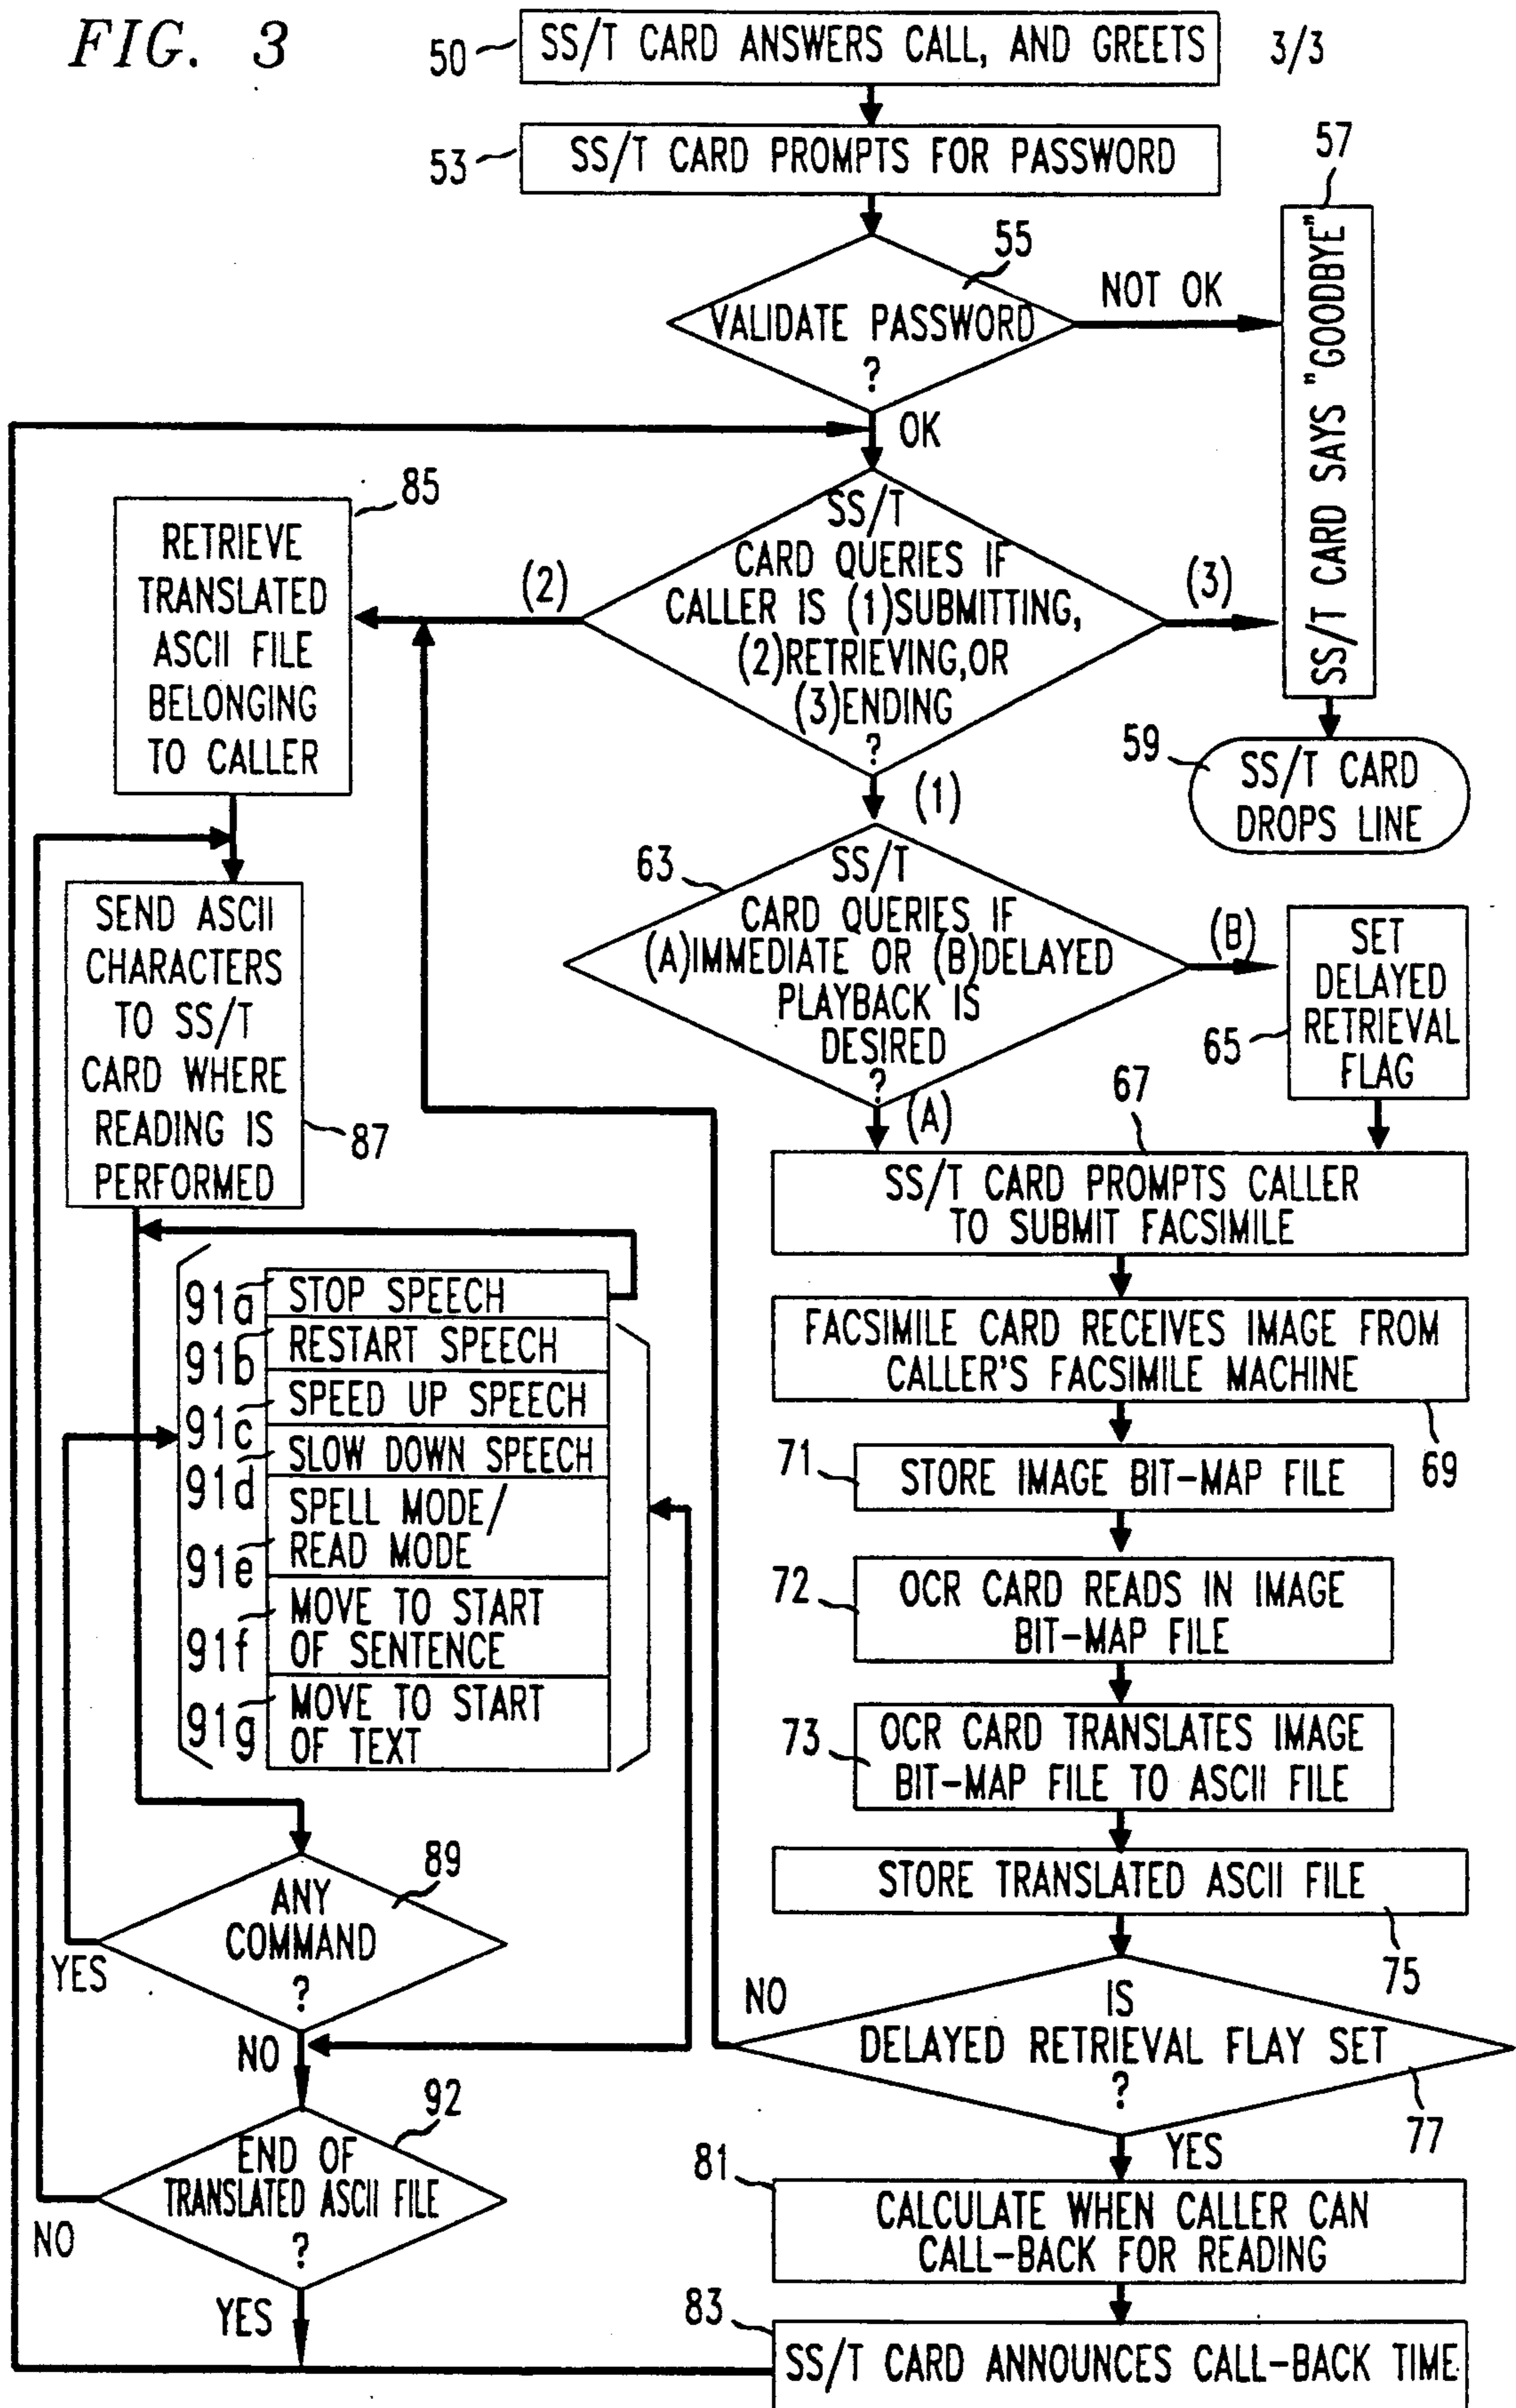 FIG. 3
3/3
50
SS/T CARD ANSWERS CALL, AND GREETS
53
SS/T CARD PROMPTS FOR PASSWORD
55
VALIDATE PASSWORD
?
NOT OK
OK
57
SS/T CARD SAYS "GOODBYE"
59
SS/T CARD
DROPS LINE
SS/T
CARD QUERIES IF
CALLER IS (1)SUBMITTING,
(2)RETRIEVING,OR
(3)ENDING
?
(2)
(3)
(1)
85
RETRIEVE
TRANSLATED
ASCII FILE
BELONGING
TO CALLER
63
SS/T
CARD QUERIES IF
(A)IMMEDIATE OR (B)DELAYED
PLAYBACK IS
DESIRED
?
(B)
(A)
65
SET
DELAYED
RETRIEVAL
FLAG
SEND ASCII
CHARACTERS
TO SS/T
CARD WHERE
READING IS
PERFORMED
87
67
SS/T CARD PROMPTS CALLER
TO SUBMIT FACSIMILE
FACSIMILE CARD RECEIVES IMAGE FROM
CALLER'S FACSIMILE MACHINE
69
71
STORE IMAGE BIT-MAP FILE
72
OCR CARD READS IN IMAGE
BIT-MAP FILE
73
OCR CARD TRANSLATES IMAGE
BIT-MAP FILE TO ASCII FILE
STORE TRANSLATED ASCII FILE
75
91a
STOP SPEECH
91b
RESTART SPEECH
91c
SPEED UP SPEECH
91d
SLOW DOWN SPEECH
91e
SPELL MODE/
READ MODE
91f
MOVE TO START
OF SENTENCE
91g
MOVE TO START
OF TEXT
89
ANY
COMMAND
?
YES
NO
92
END OF
TRANSLATED ASCII FILE
?
NO
YES
NO
IS
DELAYED RETRIEVAL FLAY SET
?
77
YES
81
CALCULATE WHEN CALLER CAN
CALL-BACK FOR READING
83
SS/T CARD ANNOUNCES CALL-BACK TIME